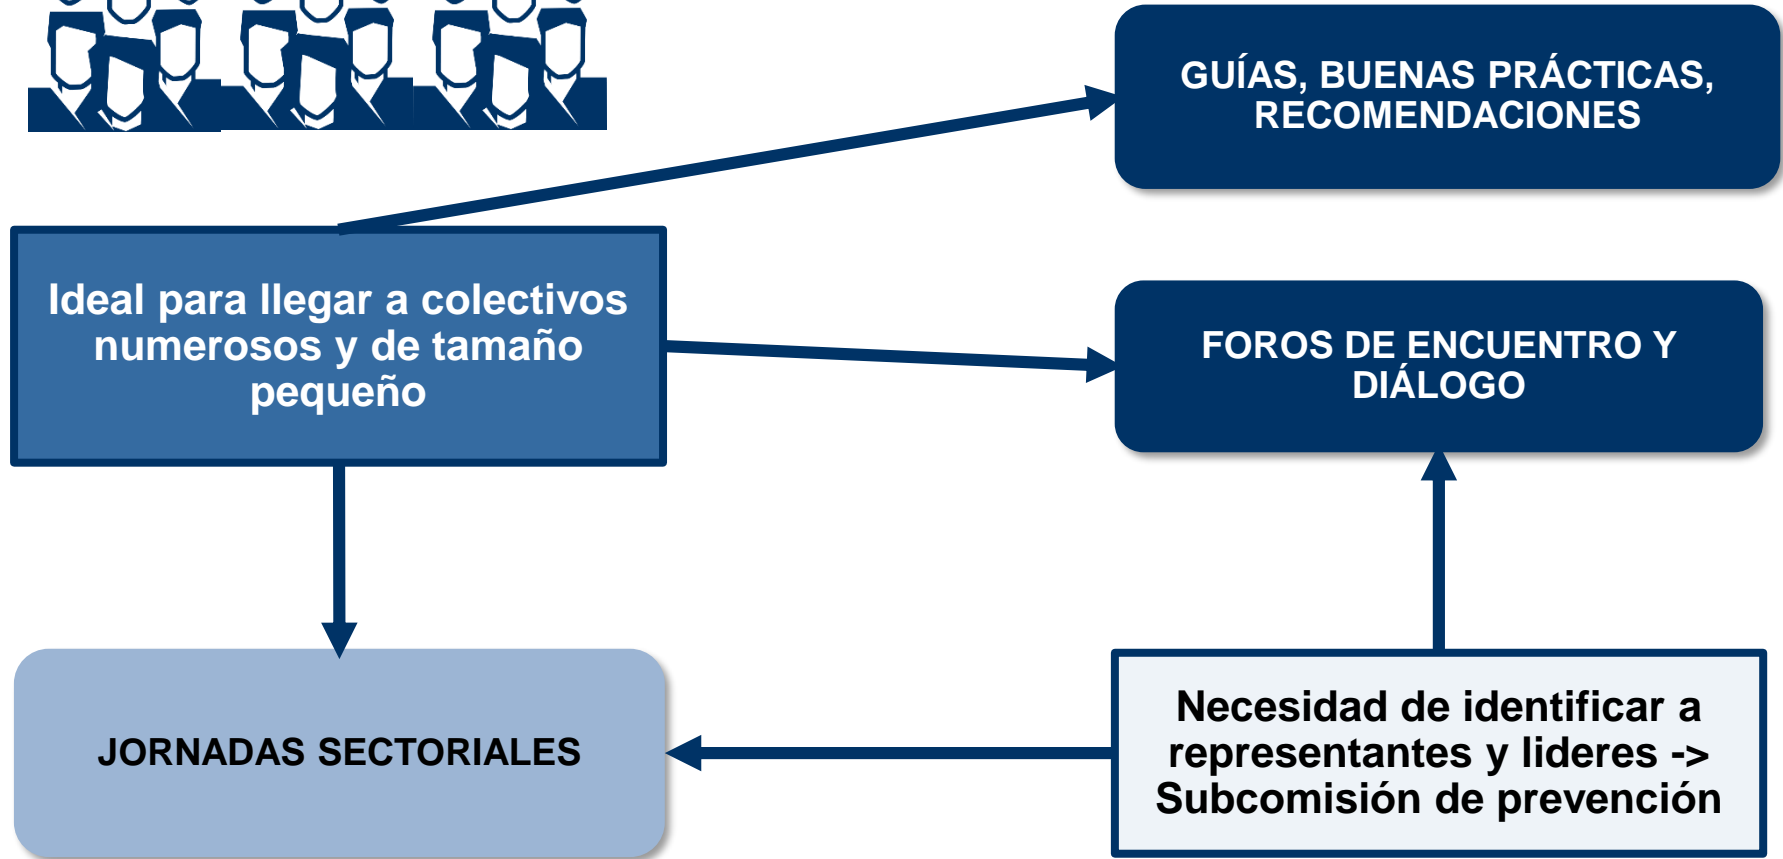 GUÍAS, BUENAS PRÁCTICAS,
RECOMENDACIONES
Ideal para llegar a colectivos
numerosos y de tamaño
pequeño
FOROS DE ENCUENTRO Y
DIÁLOGO
JORNADAS SECTORIALES
Necesidad de identificar a
representantes y lideres ->
Subcomisión de prevención